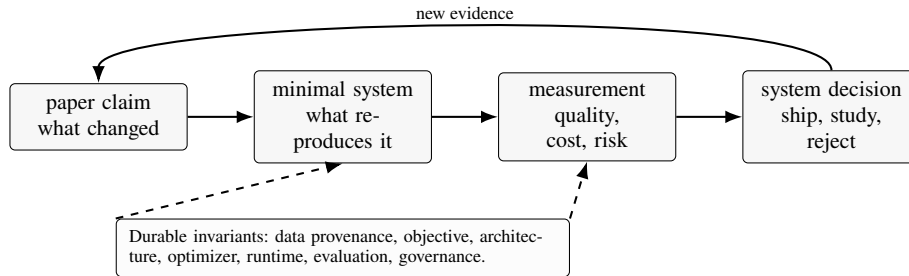 new evidence
paper claim
what changed
minimal system
what re-
produces it
measurement
quality,
cost, risk
system decision
ship, study,
reject
Durable invariants: data provenance, objective, architec-
ture, optimizer, runtime, evaluation, governance.